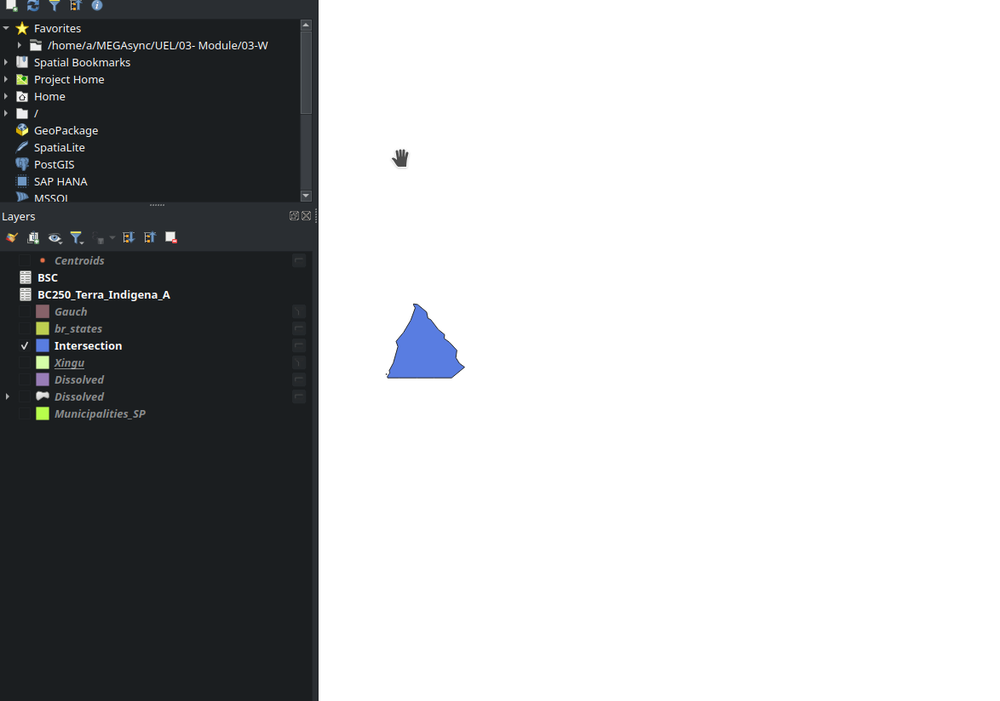 Favorites
/home/a/MEGAsync/UEL/03- Module/03-W
Spatial Bookmarks
Project Home
Home
/
GeoPackage
SpatiaLite
PostGIS
SAP HANA
MSSQL
Layers
Centroids
BSC
BC250_Terra_Indigena_A
Gauch
br_states
Intersection
Xingu
Dissolved
Dissolved
Municipalities_SP